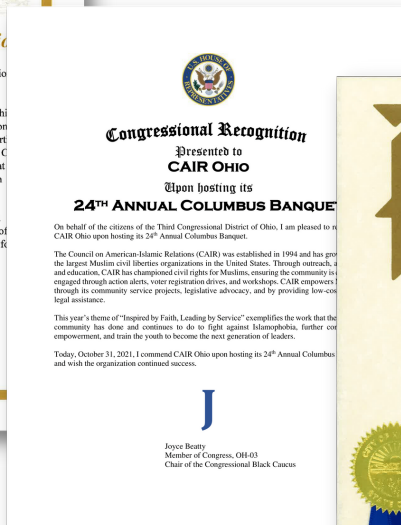 U.S. HOUSE OF REPRESENTATIVES
Congressional Recognition
Presented to
CAIR OHIO
Upon hosting its
24TH ANNUAL COLUMBUS BANQUET
On behalf of the citizens of the Third Congressional District of Ohio, I am pleased to
CAIR Ohio upon hosting its 24th Annual Columbus Banquet.
The Council on American-Islamic Relations (CAIR) was established in 1994 and has
the largest Muslim civil liberties organizations in the United States. Through outreach,
and education, CAIR has championed civil rights for Muslims, ensuring the community is
engaged through action alerts, voter registration drives, and workshops. CAIR empowers
through its community service projects, legislative advocacy, and by providing
legal assistance.
This year's theme of "Inspired by Faith, Leading by Service" exemplifies the work that
community has done and continues to do to fight against Islamophobia, further
empowerment, and train the youth to become the next generation of leaders.
Today, October 31, 2021, I commend CAIR Ohio upon hosting its 24th Annual Columbus
and wish the organization continued success.
J
Joyce Beatty
Member of Congress, OH-03
Chair of the Congressional Black Caucus